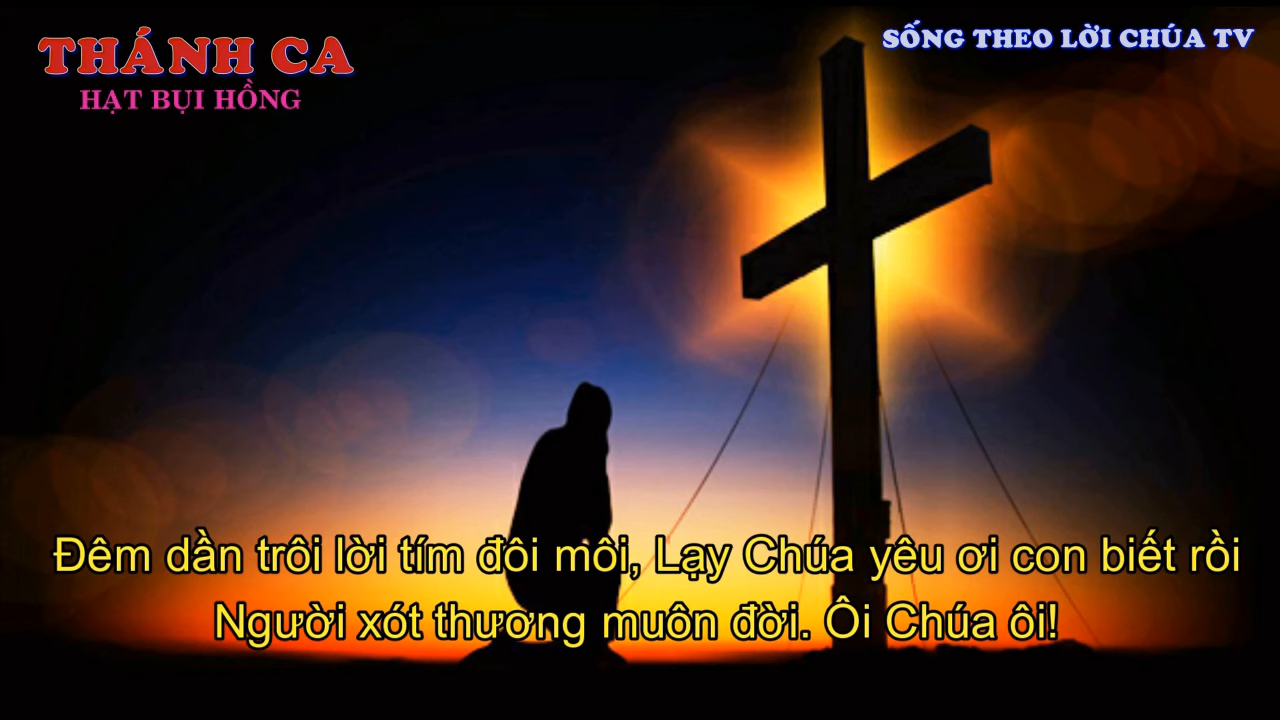 THÁNH CA
HẠT BỤI HỒNG
SỐNG THEO LỜI CHÚA TV
Đêm dần trôi lời tím đôi môi, Lạy Chúa yêu ơi con biết rồi
Người xót thương muôn đời. Ôi Chúa ôi!